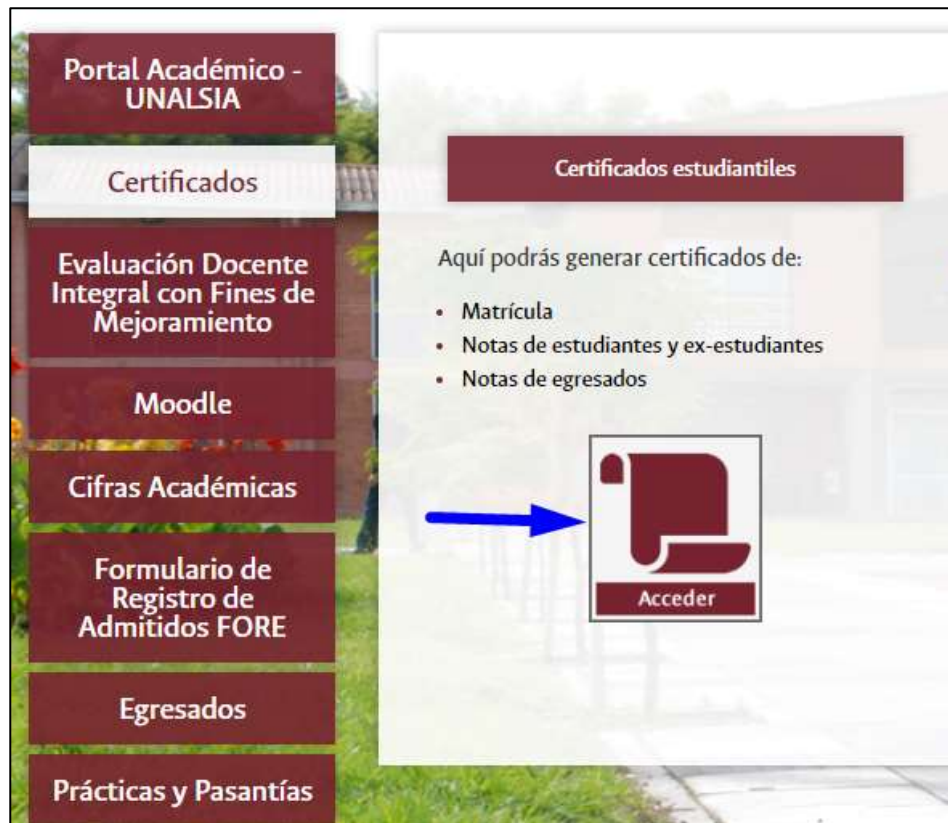 Portal Académico -
UNALSIA
Certificados
Evaluación Docente
Integral con Fines de
Mejoramiento
Moodle
Cifras Académicas
Formulario de
Registro de
Admitidos FORE
Egresados
Prácticas y Pasantías
Certificados estudiantiles
Aquí podrás generar certificados de:
• Matrícula
• Notas de estudiantes y ex-estudiantes
• Notas de egresados
Acceder